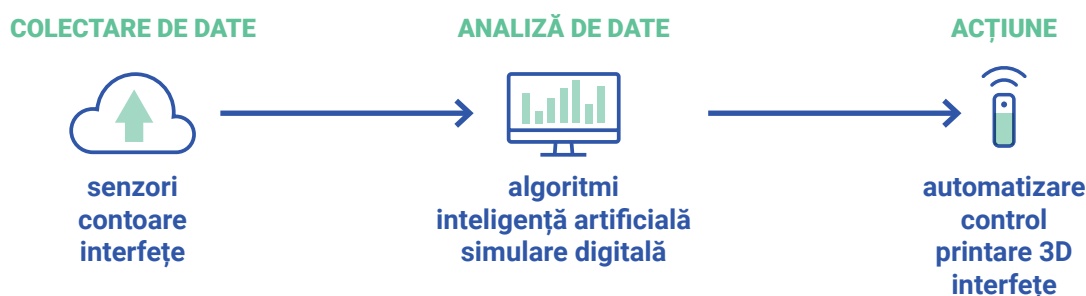 COLECTARE DE DATE
senzori
contoare
interfețe
ANALIZĂ DE DATE
algoritmi
inteligență artificială
simulare digitală
ACȚIUNE
automatizare
control
printare 3D
interfețe